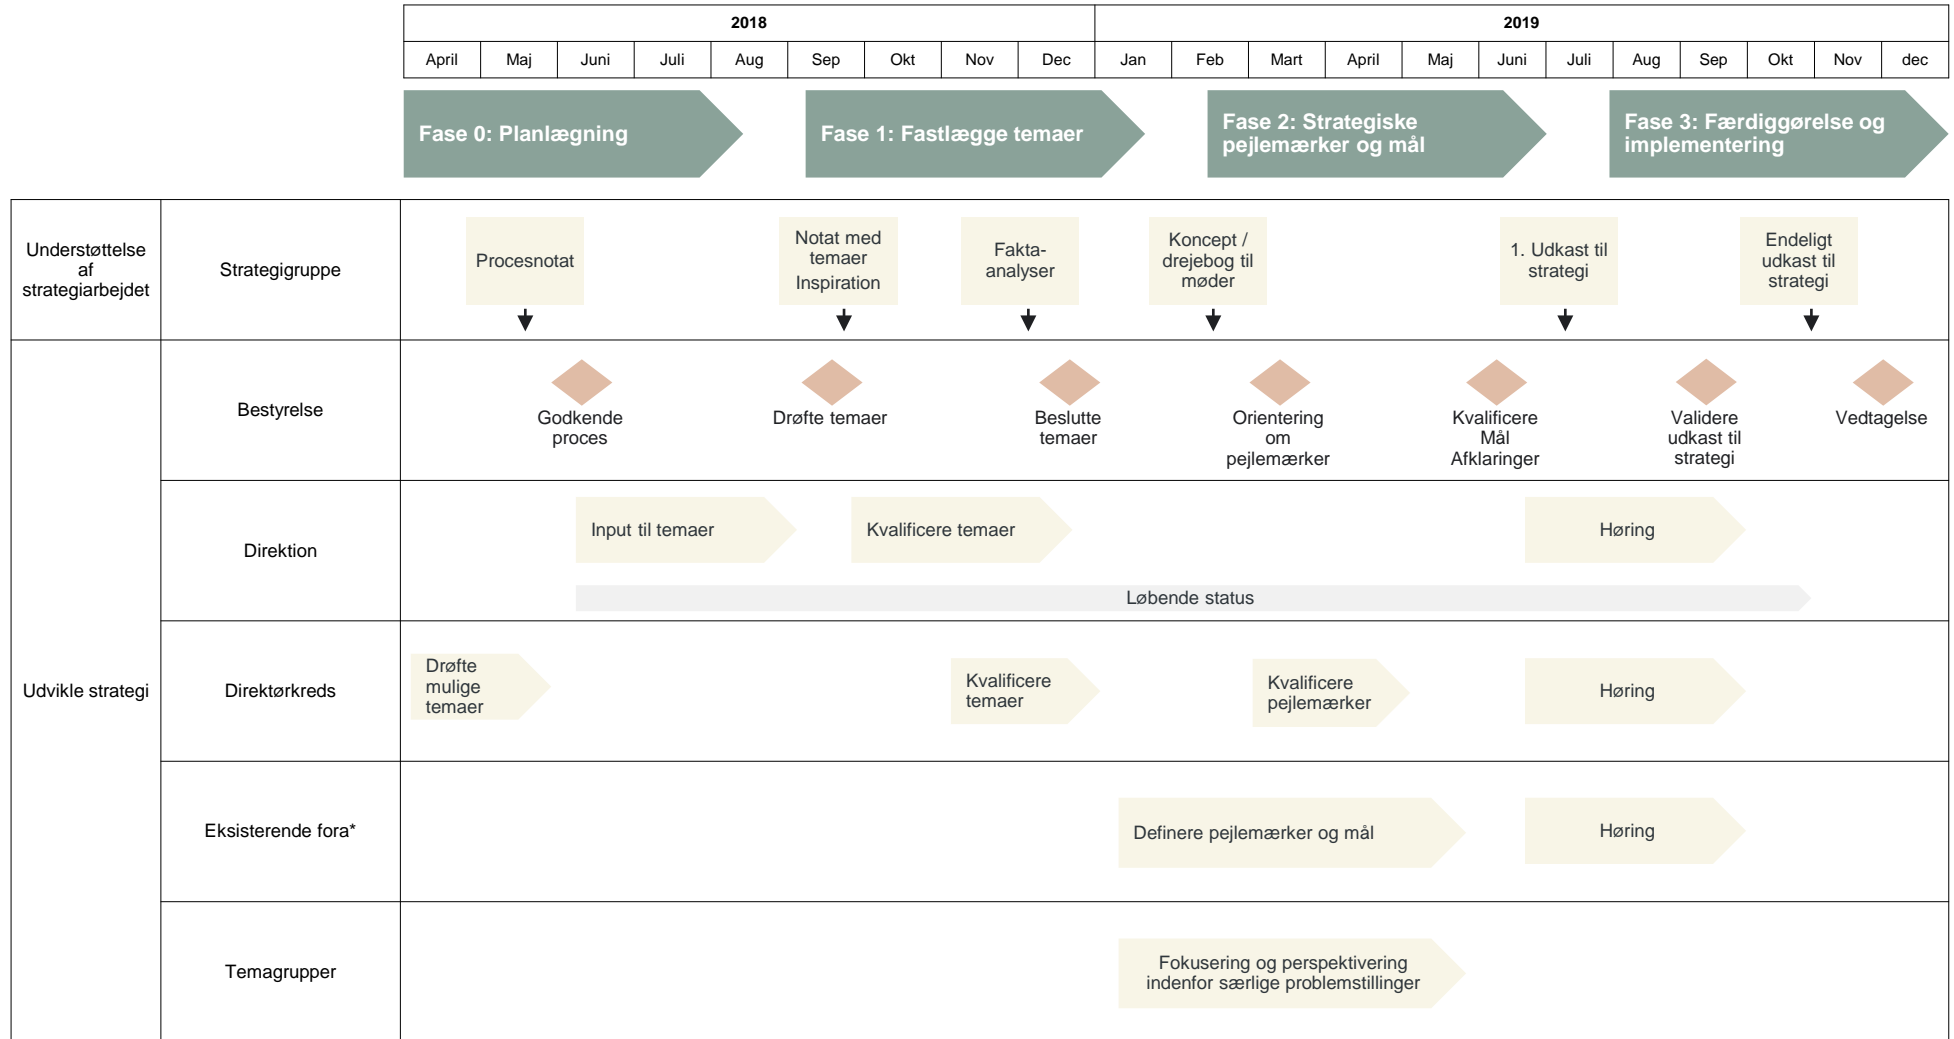 2018
2019
April Maj Juni Juli Aug Sep Okt Nov Dec Jan Feb Mart April Maj Juni Juli Aug Sep Okt Nov dec
Fase 0: Planlægning
Fase 1: Fastlægge temaer
Fase 2: Strategiske
pejlemærker og mål
Fase 3: Færdiggørelse og
implementering
Understøttelse
af
strategiarbejdet
Strategigruppe
Procesnotat
Notat med
temaer
Inspiration
Fakta-
analyser
Koncept /
drejebog til
møder
1. Udkast til
strategi
Endeligt
udkast til
strategi
Udvikle strategi
Bestyrelse
Godkende
proces
Drøfte temaer
Beslutte
temaer
Orientering
om
pejlemærker
Kvalificere
Mål
Afklaringer
Validere
udkast til
strategi
Vedtagelse
Direktion
Input til temaer
Kvalificere temaer
Høring
Løbende status
Direktørkreds
Drøfte
mulige
temaer
Kvalificere
temaer
Kvalificere
pejlemærker
Høring
Eksisterende fora*
Definere pejlemærker og mål
Høring
Temagrupper
Fokusering og perspektivering
indenfor særlige problemstillinger